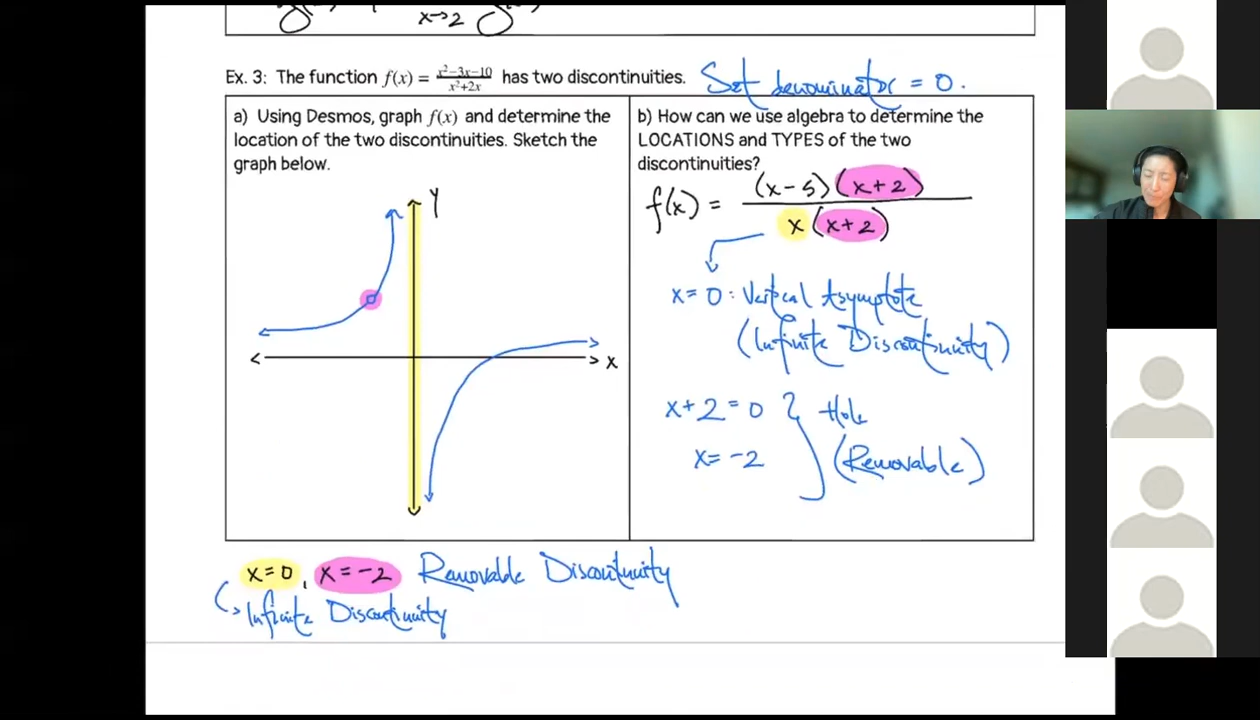 x→2
Ex. 3: The function f(x) = (x²-3x-10)/(x²+2x) has two discontinuities. Set denominator = 0.
a) Using Desmos, graph f(x) and determine the
location of the two discontinuities. Sketch the
graph below.
Y
x
b) How can we use algebra to determine the
LOCATIONS and TYPES of the two
discontinuities?
f(x) = (x-5)(x+2)
x(x+2)
x=0: Vertical Asymptote
(Infinite Discontinuity)
x+2=0 } Hole
x=-2 (Removable)
x=0, x=-2 Removable Discontinuity
↳ Infinite Discontinuity